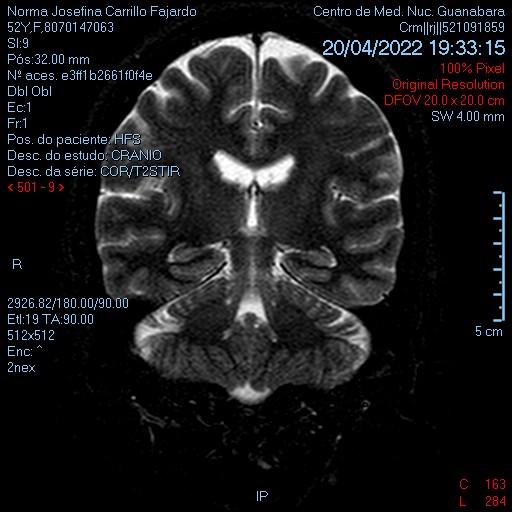 Norma Josefina Carrillo Fajardo
52Y,F,8070147063
Sl:9
Pós:32.00 mm
Nº aces. e3ff1b2661f0f4e
Dbl Obl
Ec:1
Fr:1
Pos. do paciente: HFS
Desc. do estudo: CRANIO
Desc. da série: COR/T2STIR
< 501 - 9 >
Centro de Med. Nuc. Guanabara
Crm||rj||521091859
20/04/2022 19:33:15
100% Pixel
Original Resolution
DFOV 20.0 x 20.0 cm
SW 4.00 mm
R
5 cm
2926.82/180.00/90.00
Etl:19 TA:90.00
512x512
Enc: ^
2nex
IP
C 163
L 284